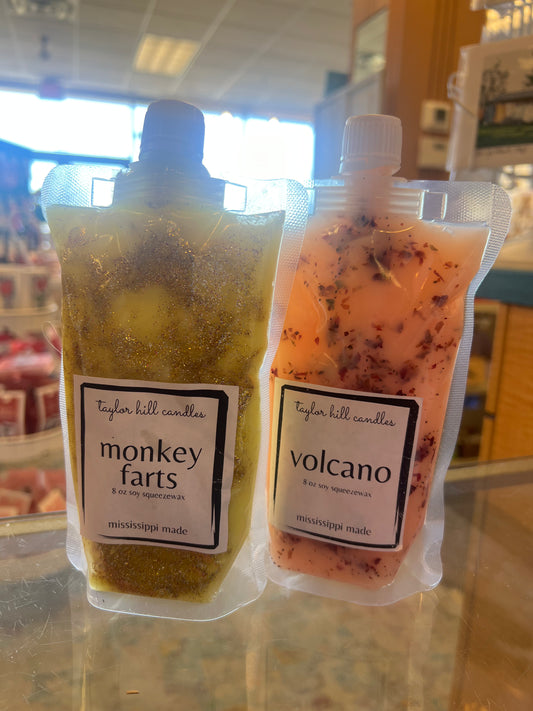 taylor hill candles
monkey
farts
8 oz soy squeezewax
mississippi made
taylor hill candles
volcano
8 oz soy squeezewax
mississippi made